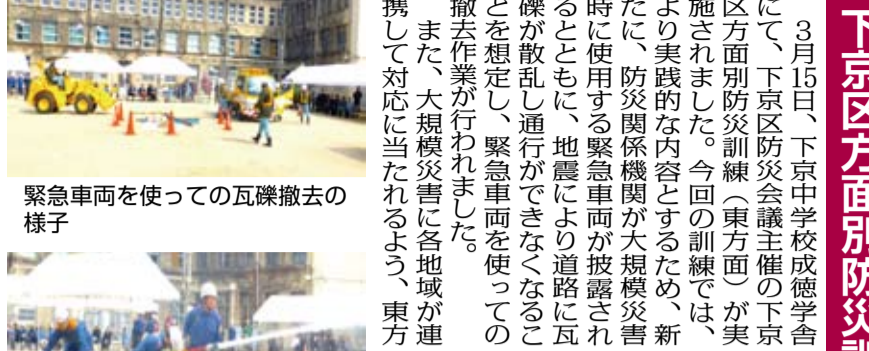 下京区方面別防災訓
３月15日、下京中学校成徳学舎
にて、下京区防災会議主催の下京
区方面別防災訓練（東方面）が実
施されました。今回の訓練では、
より実践的な内容とするため、新
たに、防災関係機関が大規模災害
時に使用する緊急車両が披露され
るとともに、地震により道路に瓦
礫が散乱し通行ができなくなるこ
とを想定し、緊急車両を使っての
撤去作業が行われました。
また、大規模災害に各地域が連
携して対応に当たれるよう、東方
緊急車両を使っての瓦礫撤去の
様子